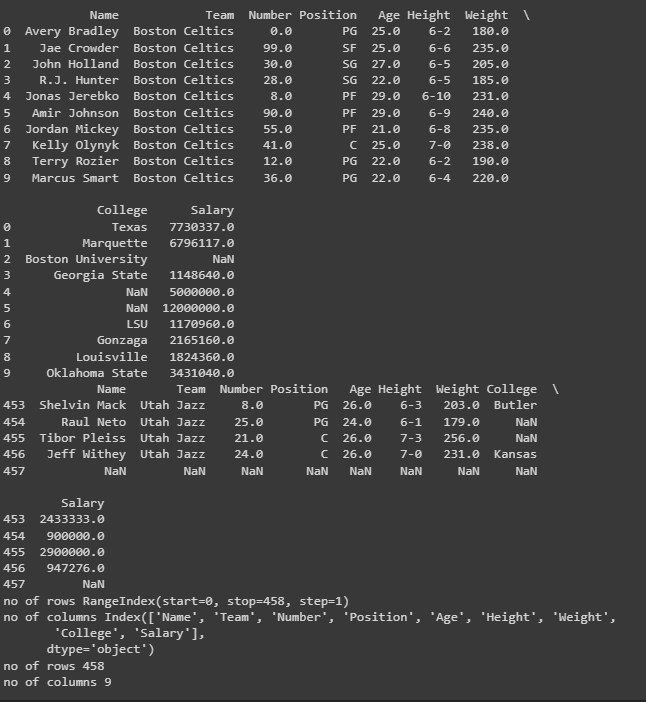 Name            Team  Number Position   Age Height  Weight  \
0  Avery Bradley  Boston Celtics     0.0       PG  25.0    6-2   180.0
1    Jae Crowder  Boston Celtics    99.0       SF  25.0    6-6   235.0
2   John Holland  Boston Celtics    30.0       SG  27.0    6-5   205.0
3    R.J. Hunter  Boston Celtics    28.0       SG  22.0    6-5   185.0
4  Jonas Jerebko  Boston Celtics     8.0       PF  29.0   6-10   231.0
5   Amir Johnson  Boston Celtics    90.0       PF  29.0    6-9   240.0
6  Jordan Mickey  Boston Celtics    55.0       PF  21.0    6-8   235.0
7   Kelly Olynyk  Boston Celtics    41.0        C  25.0    7-0   238.0
8   Terry Rozier  Boston Celtics    12.0       PG  22.0    6-2   190.0
9   Marcus Smart  Boston Celtics    36.0       PG  22.0    6-4   220.0

             College      Salary
0              Texas   7730337.0
1          Marquette   6796117.0
2  Boston University         NaN
3      Georgia State   1148640.0
4                NaN   5000000.0
5                NaN  12000000.0
6                LSU   1170960.0
7            Gonzaga   2165160.0
8         Louisville   1824360.0
9     Oklahoma State   3431040.0
             Name       Team  Number Position   Age Height  Weight College  \
453  Shelvin Mack  Utah Jazz     8.0       PG  26.0    6-3   203.0  Butler
454     Raul Neto  Utah Jazz    25.0       PG  24.0    6-1   179.0     NaN
455  Tibor Pleiss  Utah Jazz    21.0        C  26.0    7-3   256.0     NaN
456   Jeff Withey  Utah Jazz    24.0        C  26.0    7-0   231.0  Kansas
457           NaN        NaN     NaN      NaN   NaN    NaN     NaN     NaN

        Salary
453  2433333.0
454   900000.0
455  2900000.0
456   947276.0
457        NaN
no of rows RangeIndex(start=0, stop=458, step=1)
no of columns Index(['Name', 'Team', 'Number', 'Position', 'Age', 'Height', 'Weight',
       'College', 'Salary'],
      dtype='object')
no of rows 458
no of columns 9